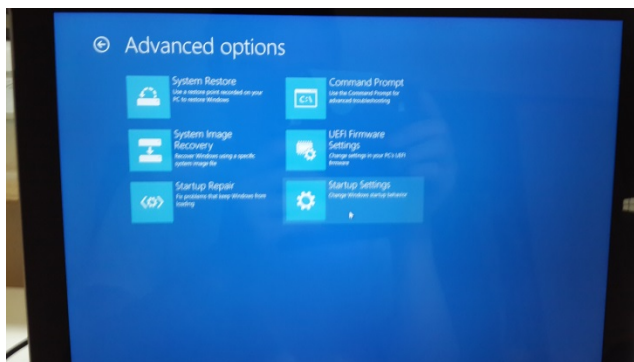 Advanced options
System Restore
Use a restore point recorded on your
PC to restore Windows
Command Prompt
Use the Command Prompt for
advanced troubleshooting
System Image
Recovery
Recover Windows using a specific
system image file
UEFI Firmware
Settings
Change settings in your PC's UEFI
firmware
Startup Repair
Fix problems that keep Windows from
loading
Startup Settings
Change Windows startup behavior